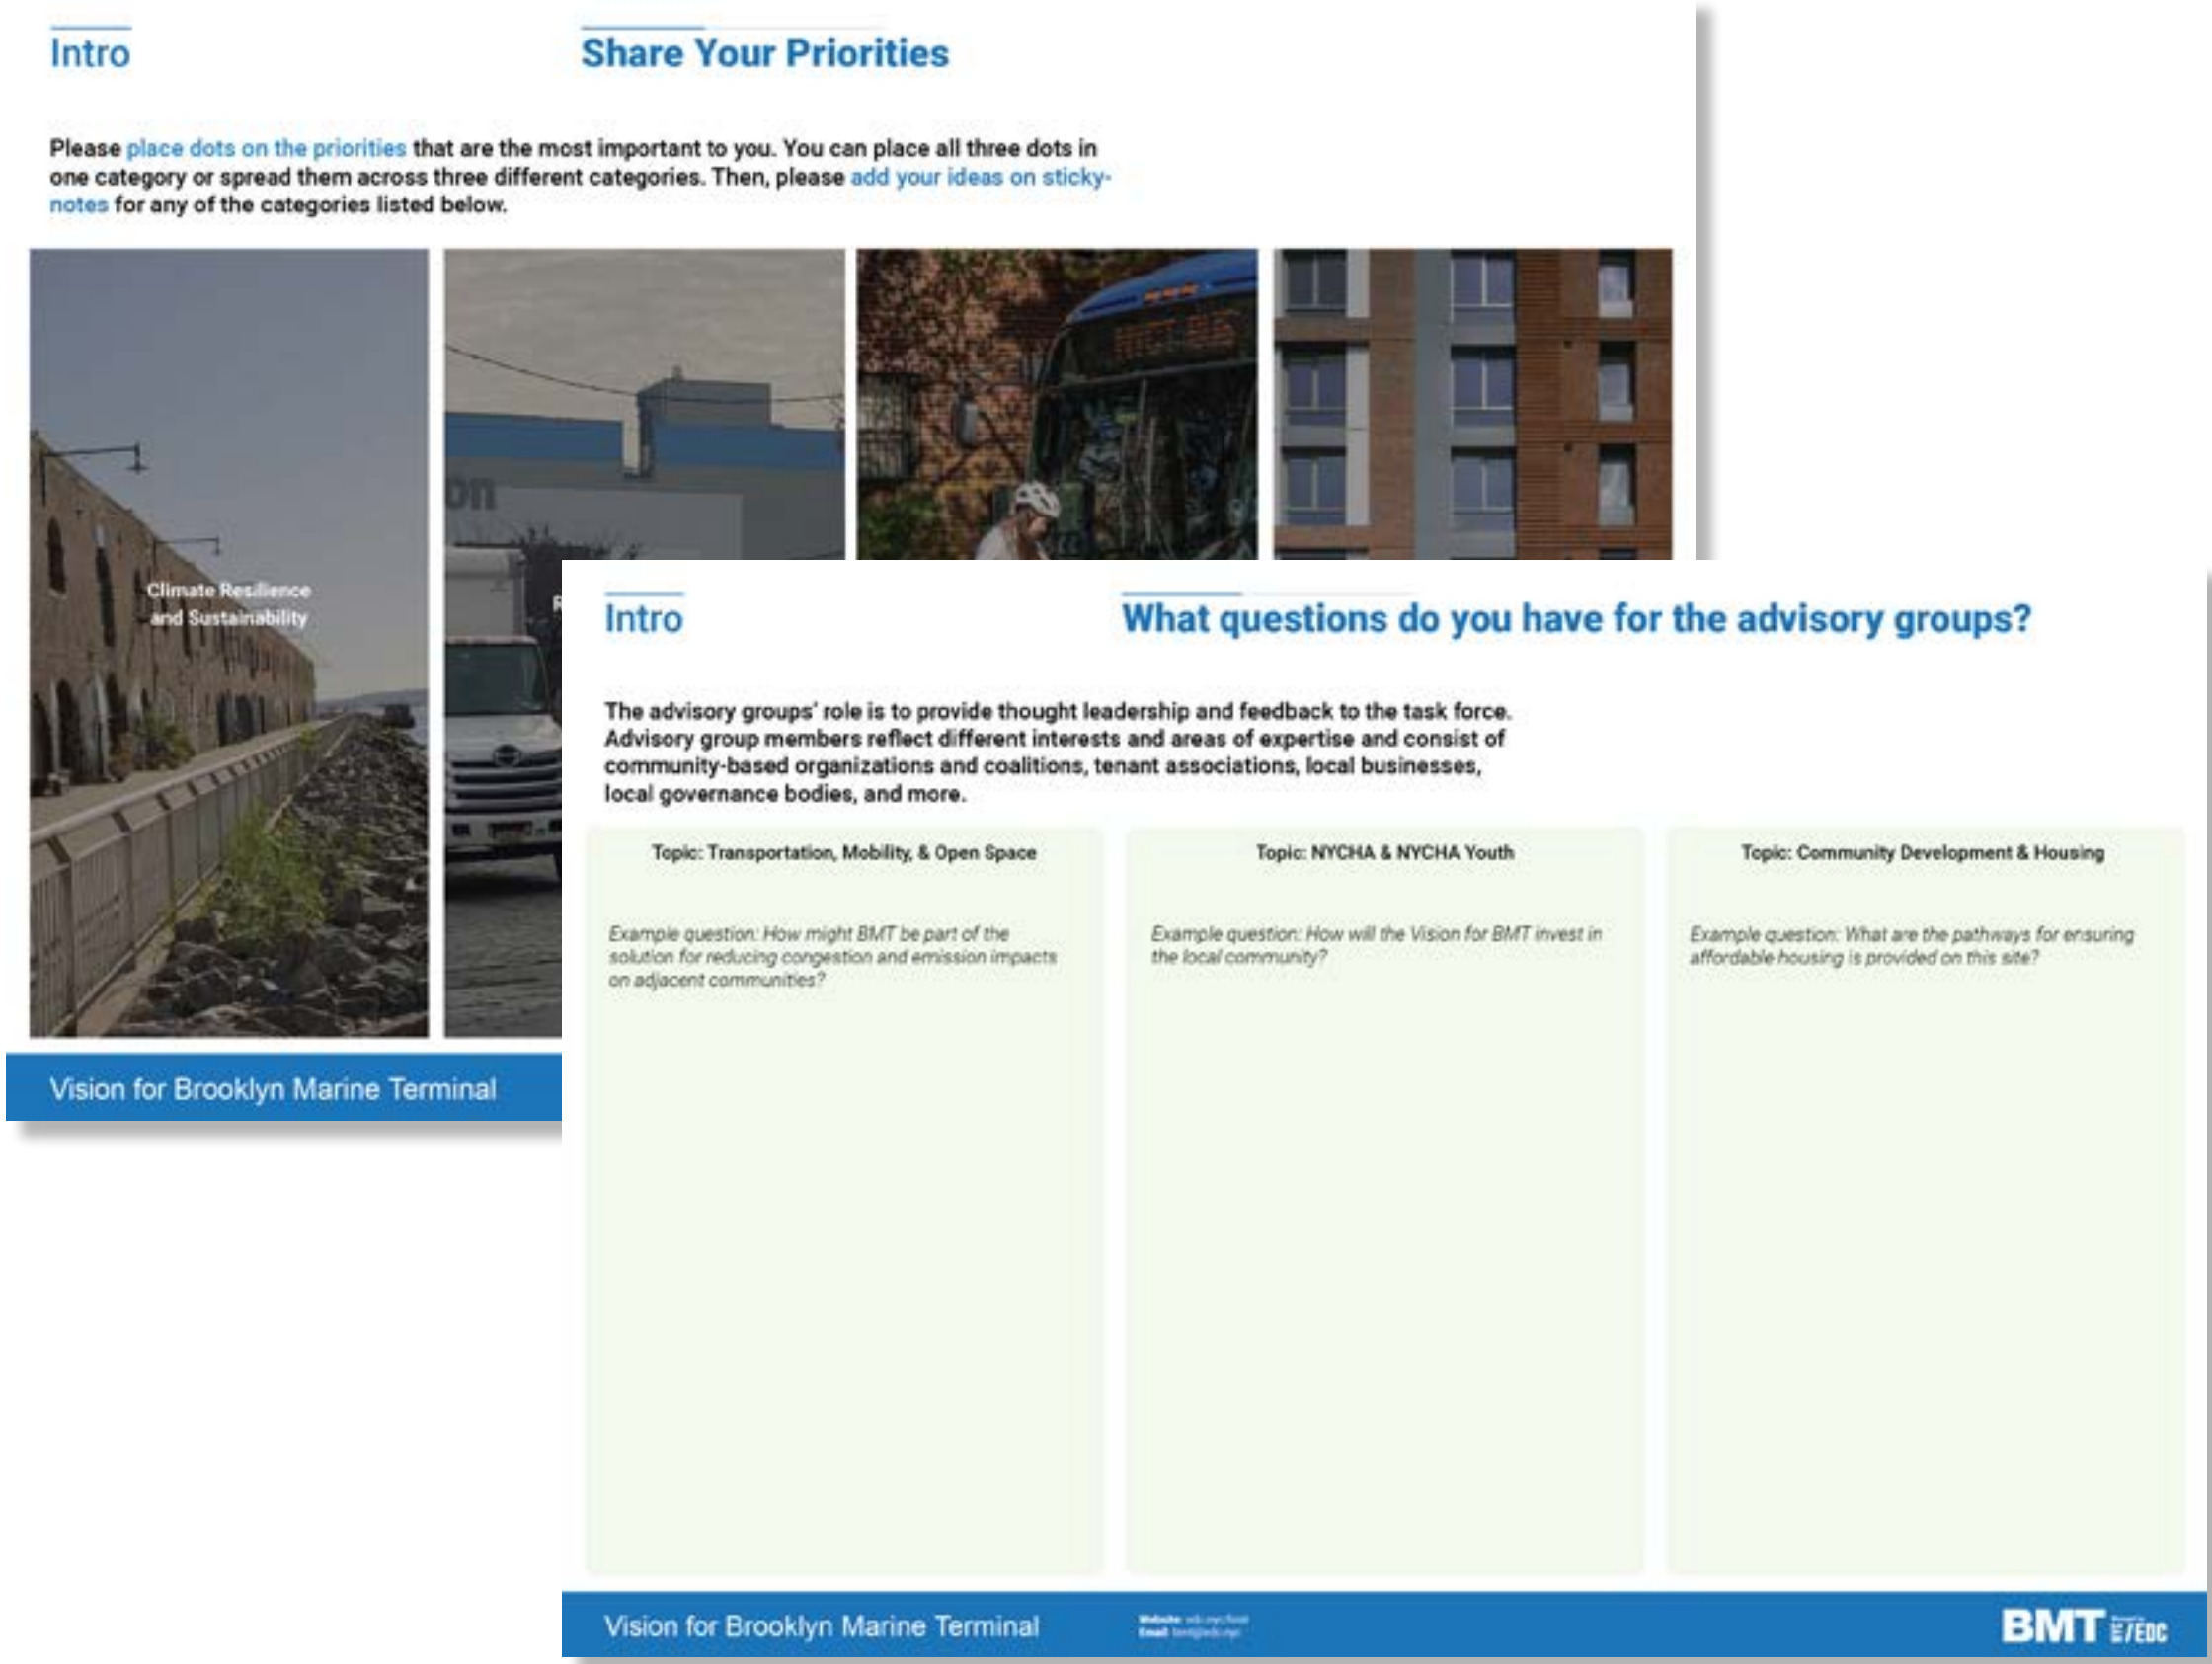 Intro
Share Your Priorities
Please place dots on the priorities that are the most important to you. You can place all three dots in
one category or spread them across three different categories. Then, please add your ideas on sticky-
notes for any of the categories listed below.
on
Climate Resilience
and Sustainability
R
Vision for Brooklyn Marine Terminal
Intro
What questions do you have for the advisory groups?
The advisory groups' role is to provide thought leadership and feedback to the task force.
Advisory group members reflect different interests and areas of expertise and consist of
community-based organizations and coalitions, tenant associations, local businesses,
local governance bodies, and more.
Topic: Transportation, Mobility, & Open Space
Example question: How might BMT be part of the
solution for reducing congestion and emission impacts
on adjacent communities?
Topic: NYCHA & NYCHA Youth
Example question: How will the Vision for BMT invest in
the local community?
Topic: Community Development & Housing
Example question: What are the pathways for ensuring
affordable housing is provided on this site?
Vision for Brooklyn Marine Terminal
Website:
Email:
BMT NYC/EDC